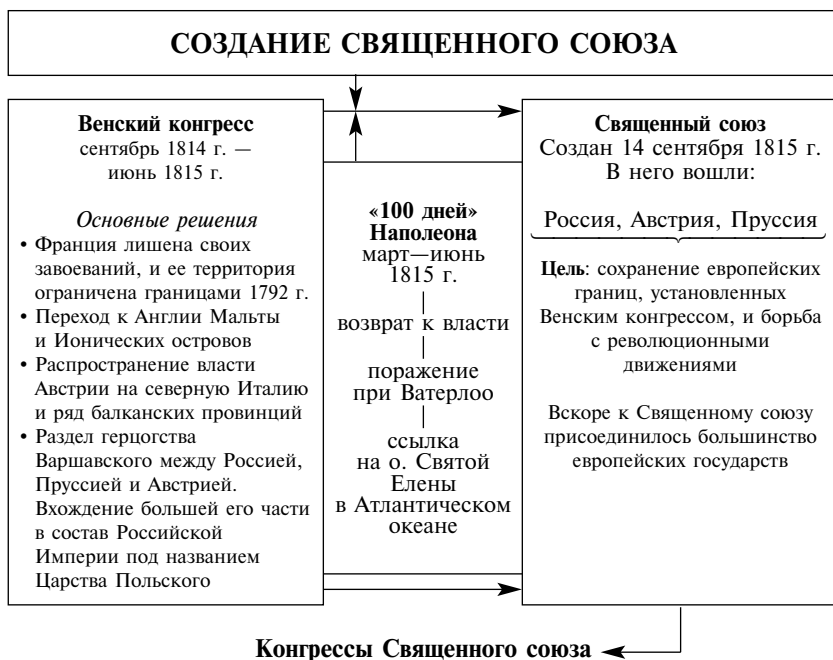 СОЗДАНИЕ СВЯЩЕННОГО СОЮЗА
Венский конгресс
сентябрь 1814 г. —
июнь 1815 г.
Основные решения
• Франция лишена своих
завоеваний, и ее территория
ограничена границами 1792 г.
• Переход к Англии Мальты
и Ионических островов
• Распространение власти
Австрии на северную Италию
и ряд балканских провинций
• Раздел герцогства
Варшавского между Россией,
Пруссией и Австрией.
Вхождение большей его части
в состав Российской
Империи под названием
Царства Польского
«100 дней»
Наполеона
март—июнь
1815 г.
возврат к власти
поражение
при Ватерлоо
ссылка
на о. Святой
Елены
в Атлантическом
океане
Священный союз
Создан 14 сентября 1815 г.
В него вошли:
Россия, Австрия, Пруссия
Цель: сохранение европейских
границ, установленных
Венским конгрессом, и борьба
с революционными
движениями
Вскоре к Священному союзу
присоединилось большинство
европейских государств
Конгрессы Священного союза